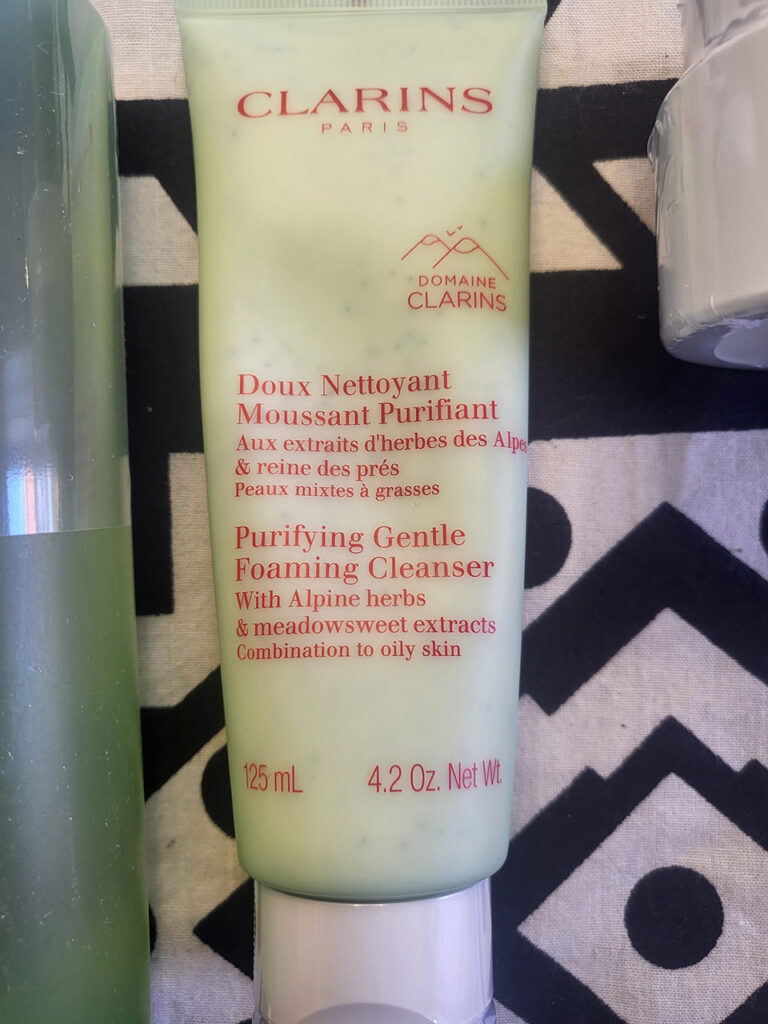 CLARINS
PARIS
DOMAINE
CLARINS
Doux Nettoyant
Moussant Purifiant
Aux extraits d'herbes des Alpes
& reine des prés
Peaux mixtes à grasses
Purifying Gentle
Foaming Cleanser
With Alpine herbs
& meadowsweet extracts
Combination to oily skin
125 mL 4.2 Oz. Net Wt.